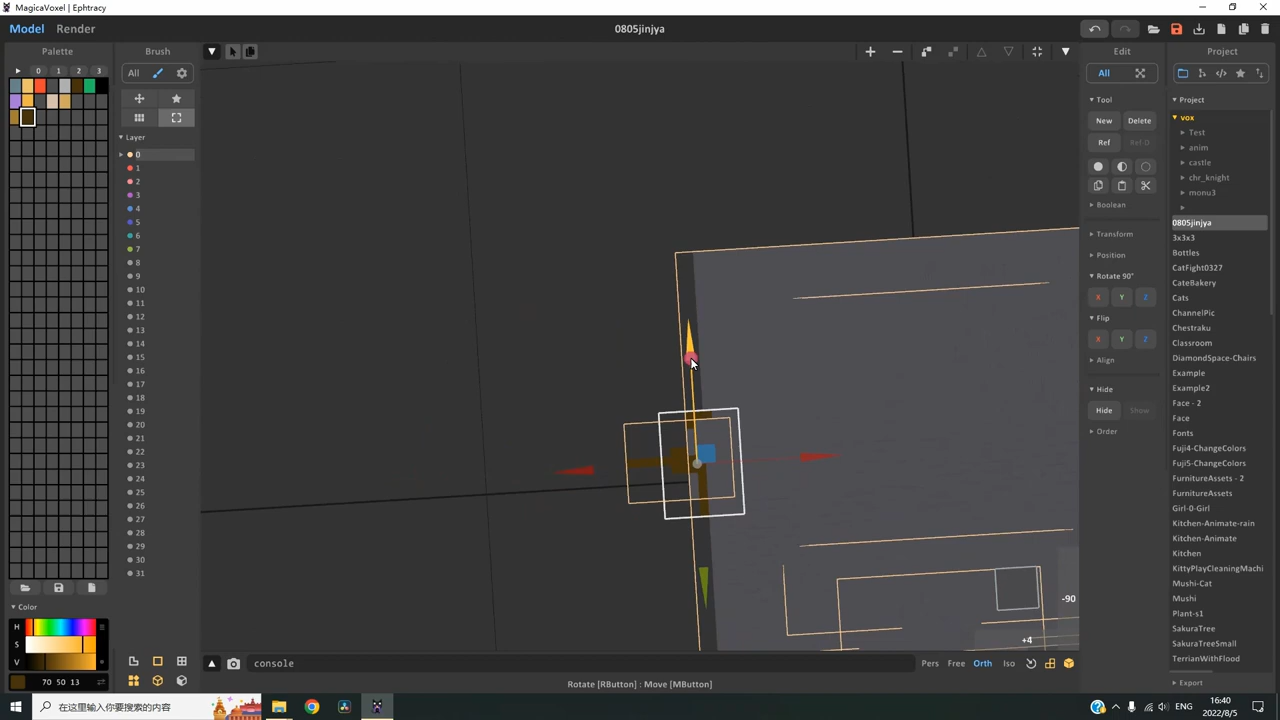 MagicaVoxel | Ephtracy
Model Render
0805jinjya
Palette Brush Edit Project
0 1 2 3
All
All
Layer
0
1
2
3
4
5
6
7
8
9
10
11
12
13
14
15
16
17
18
19
20
21
22
23
24
25
26
27
28
29
30
31
Color
H
S
V
70 50 13
Tool
New Delete
Ref Ref-D
Boolean
Transform
Position
Rotate 90°
X Y Z
Flip
X Y Z
Align
Hide
Hide Show
Order
Project
vox
Test
anim
castle
chr_knight
monu3
0805jinjya
3x3x3
Bottles
CatFight0327
CateBakery
Cats
ChannelPic
Chestraku
Classroom
DiamondSpace-Chairs
Example
Example2
Face - 2
Face
Fonts
Fuji4-ChangeColors
Fuji5-ChangeColors
FurnitureAssets - 2
FurnitureAssets
Girl-0-Girl
Kitchen-Animate-rain
Kitchen-Animate
Kitchen
KittyPlayCleaningMachi
Mushi-Cat
Mushi
Plant-s1
SakuraTree
SakuraTreeSmall
TerrianWithFlood
Export
-90
+4
console
Pers Free Orth Iso
Rotate [RButton] : Move [MButton]
在这里输入你要搜索的内容
ENG
16:40
2022/8/5